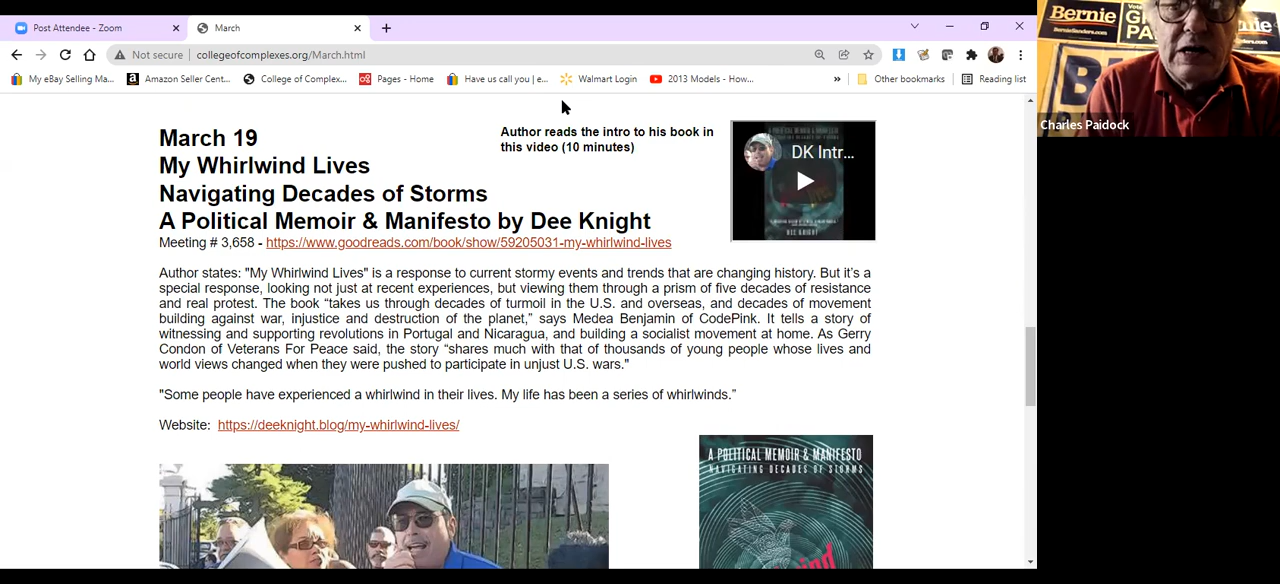 Post Attendee - Zoom
March
Not secure
collegeofcomplexes.org/March.html
My eBay Selling Ma...
Amazon Seller Cent...
College of Complex...
Pages - Home
Have us call you | e...
Walmart Login
2013 Models - How...
»
Other bookmarks
Reading list
March 19
My Whirlwind Lives
Navigating Decades of Storms
A Political Memoir & Manifesto by Dee Knight
Author reads the intro to his book in
this video (10 minutes)
DK Intr...
DEE KNIGHT
Meeting # 3,658 - https://www.goodreads.com/book/show/59205031-my-whirlwind-lives
Author states: "My Whirlwind Lives" is a response to current stormy events and trends that are changing history. But it’s a
special response, looking not just at recent experiences, but viewing them through a prism of five decades of resistance
and real protest. The book “takes us through decades of turmoil in the U.S. and overseas, and decades of movement
building against war, injustice and destruction of the planet,” says Medea Benjamin of CodePink. It tells a story of
witnessing and supporting revolutions in Portugal and Nicaragua, and building a socialist movement at home. As Gerry
Condon of Veterans For Peace said, the story “shares much with that of thousands of young people whose lives and
world views changed when they were pushed to participate in unjust U.S. wars."
"Some people have experienced a whirlwind in their lives. My life has been a series of whirlwinds.”
Website: https://deeknight.blog/my-whirlwind-lives/
A POLITICAL MEMOIR & MANIFESTO
NAVIGATING DECADES OF STORMS
Bernie
BernieSanders.com
Charles Paidock